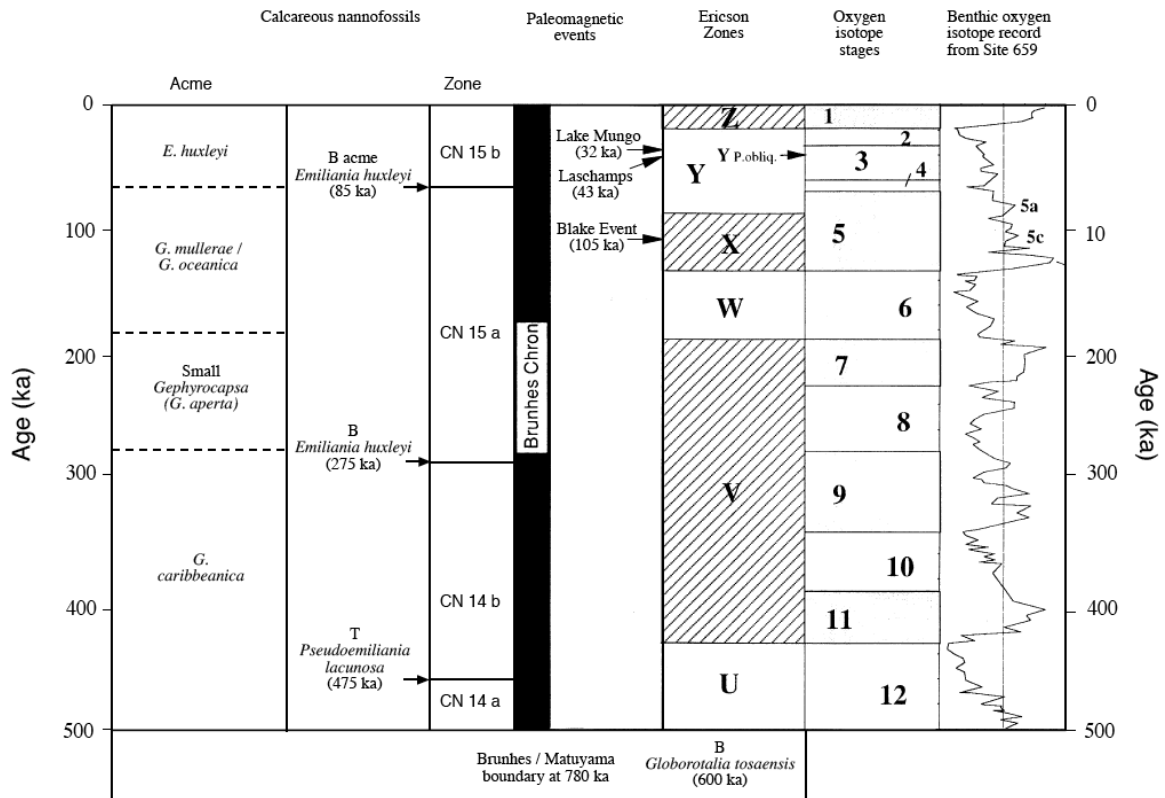 Calcareous nannofossils
Paleomagnetic
events
Ericson
Zones
Oxygen
isotope
stages
Benthic oxygen
isotope record
from Site 659
Acme
Zone
0
100
200
300
400
500
Age (ka)
E. huxleyi
G. mullerae /
G. oceanica
Small
Gephyrocapsa
(G. aperta)
G.
caribbeanica
B acme
Emiliania huxleyi
(85 ka)
B
Emiliania huxleyi
(275 ka)
T
Pseudoemiliania
lacunosa
(475 ka)
CN 15 b
CN 15 a
CN 14 b
CN 14 a
Brunhes Chron
Lake Mungo
(32 ka)
Laschamps
(43 ka)
Blake Event
(105 ka)
Z
Y P.obliq.
Y
X
W
V
U
1
2
3
4
5
6
7
8
9
10
11
12
5a
5c
0
10
200
300
400
500
Age (ka)
Brunhes / Matuyama
boundary at 780 ka
B
Globorotalia tosaensis
(600 ka)